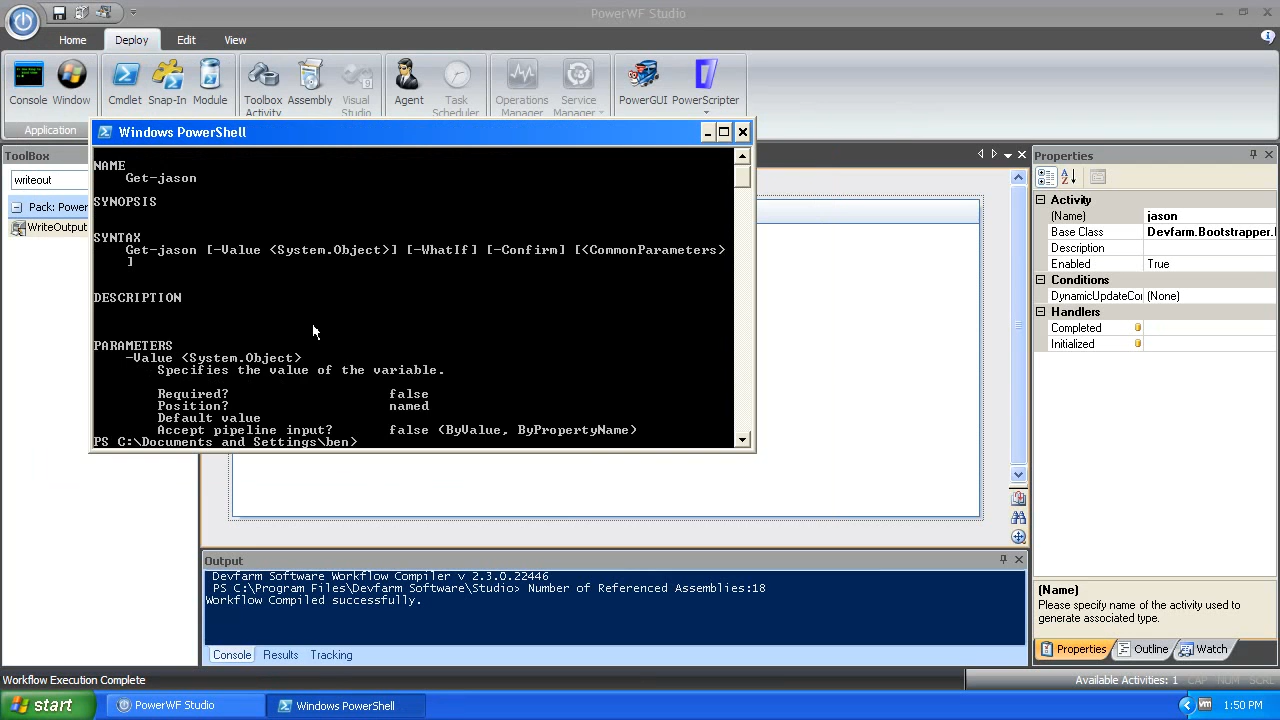 PowerWF Studio
Home Deploy Edit View
Console Window Cmdlet Snap-In Module Toolbox Activity Assembly Visual Studio Agent Task Scheduler Operations Manager Service Manager PowerGUI PowerScripter
Application
Windows PowerShell
NAME
Get-jason
SYNOPSIS
SYNTAX
Get-jason [-Value <System.Object>] [-WhatIf] [-Confirm] [<CommonParameters>
]
DESCRIPTION
PARAMETERS
-Value <System.Object>
Specifies the value of the variable.
Required? false
Position? named
Default value
Accept pipeline input? false (ByValue, ByPropertyName)
PS C:\Documents and Settings\ben>
ToolBox
writeout
Pack: Power
WriteOutput
Properties
Activity
(Name) jason
Base Class Devfarm.Bootstrapper.
Description
Enabled True
Conditions
DynamicUpdateCor (None)
Handlers
Completed
Initialized
(Name)
Please specify name of the activity used to
generate associated type.
Properties Outline Watch
Output
Devfarm Software Workflow Compiler v 2.3.0.22446
PS C:\Program Files\Devfarm Software\Studio> Number of Referenced Assemblies:18
Workflow Compiled successfully.
Console Results Tracking
Workflow Execution Complete
Available Activities: 1 CAP NUM SCRL
start PowerWF Studio Windows PowerShell 1:50 PM